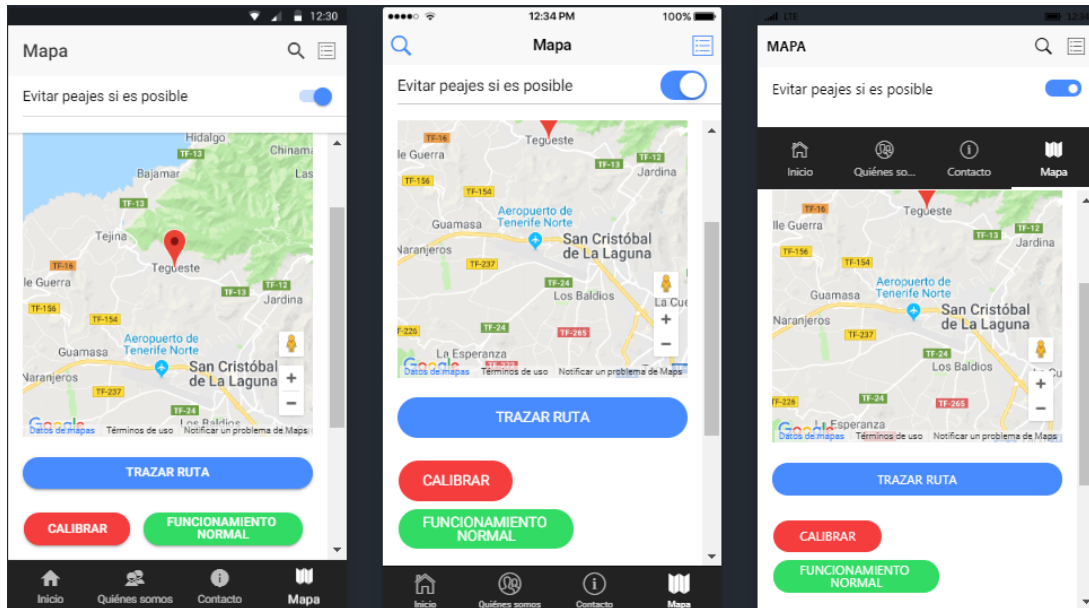 12:30
Mapa
Evitar peajes si es posible
Hidalgo
TF-13
Chinama
Bajamar
Las
TF-13
Tejina
TF-16
Tegueste
le Guerra
TF-13
TF-12
Jardina
TF-156
TF-154
Aeropuerto de
Tenerife Norte
Guamasa
San Cristóbal
de La Laguna
Naranjeros
TF-237
+
TF-24
−
Google
Los Baldios
Datos de mapas Términos de uso Notificar un problema de Maps
TRAZAR RUTA
CALIBRAR
FUNCIONAMIENTO
NORMAL
Inicio Quiénes somos Contacto Mapa
12:34 PM
100%
Mapa
Evitar peajes si es posible
TF-16
Tegueste
le Guerra
TF-13
TF-12
Jardina
TF-156
TF-154
Aeropuerto de
Tenerife Norte
Guamasa
San Cristóbal
de La Laguna
Naranjeros
TF-237
TF-24
Los Baldios
La Cue
+
F-226
TF-24
TF-265
−
La Esperanza
Google
Datos de mapas Términos de uso Notificar un problema de Maps
TRAZAR RUTA
CALIBRAR
FUNCIONAMIENTO
NORMAL
Inicio Quiénes somos Contacto Mapa
LTE
12:34
MAPA
Evitar peajes si es posible
Inicio Quiénes so... Contacto Mapa
TF-16
Tegueste
lle Guerra
TF-13
TF-12
Jardina
TF-156
TF-154
Aeropuerto de
Tenerife Norte
Guamasa
San Cristóbal
de La Laguna
Naranjeros
TF-237
TF-24
Los Baldios
+
TF-226
TF-24
TF-265
−
Esperanza
Google
Datos de mapas Términos de uso Notificar un problema de Maps
TRAZAR RUTA
CALIBRAR
FUNCIONAMIENTO
NORMAL